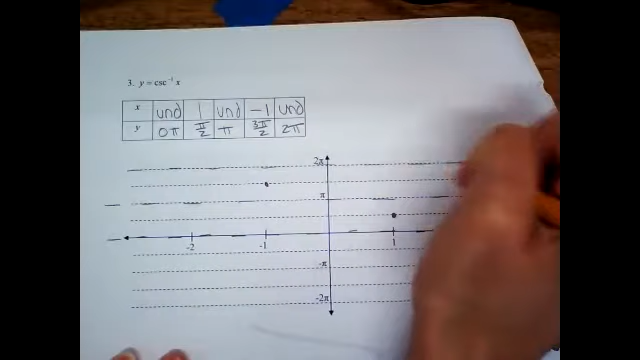 3. y = csc⁻¹ x
x und 1 und -1 und
y 0π π/2 π 3π/2 2π
2π
π
-2 -1 1
-π
-2π